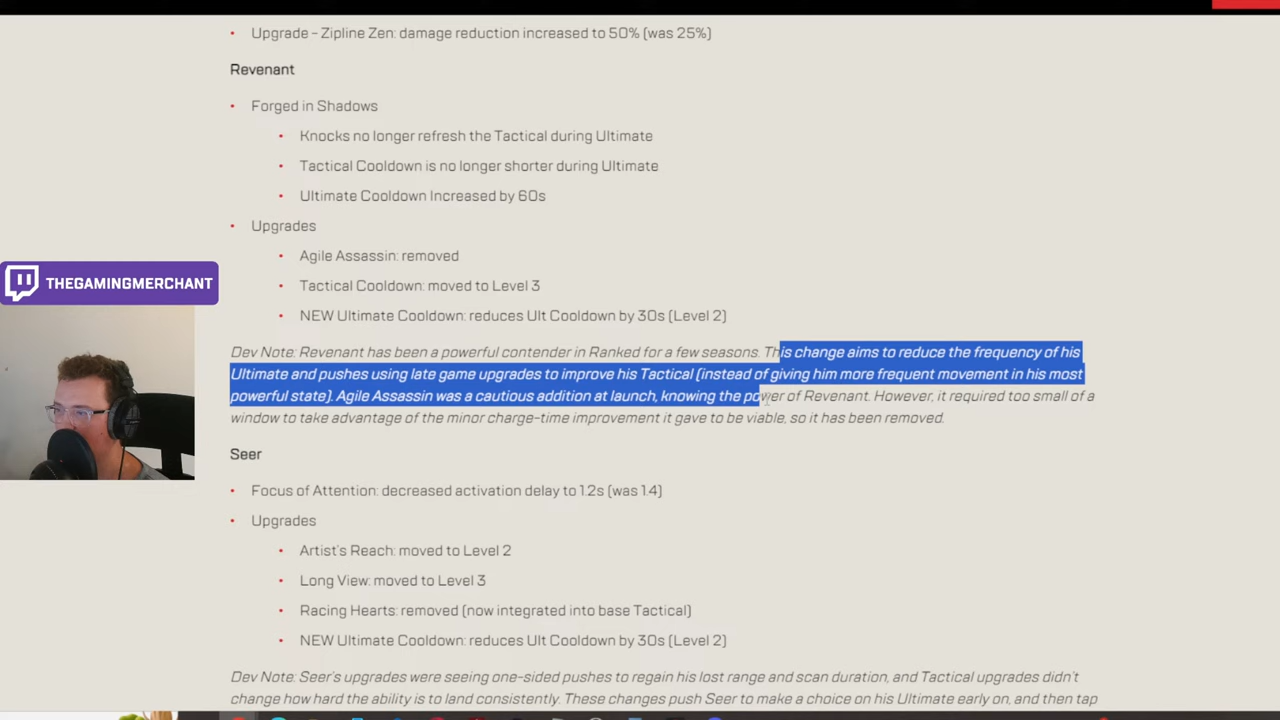 Upgrade – Zipline Zen: damage reduction increased to 50% (was 25%)
Revenant
Forged in Shadows
Knocks no longer refresh the Tactical during Ultimate
Tactical Cooldown is no longer shorter during Ultimate
Ultimate Cooldown Increased by 60s
Upgrades
Agile Assassin: removed
Tactical Cooldown: moved to Level 3
NEW Ultimate Cooldown: reduces Ult Cooldown by 30s (Level 2)
THEGAMINGMERCHANT
Dev Note: Revenant has been a powerful contender in Ranked for a few seasons. This change aims to reduce the frequency of his
Ultimate and pushes using late game upgrades to improve his Tactical (instead of giving him more frequent movement in his most
powerful state). Agile Assassin was a cautious addition at launch, knowing the power of Revenant. However, it required too small of a
window to take advantage of the minor charge-time improvement it gave to be viable, so it has been removed.
Seer
Focus of Attention: decreased activation delay to 1.2s (was 1.4)
Upgrades
Artist's Reach: moved to Level 2
Long View: moved to Level 3
Racing Hearts: removed (now integrated into base Tactical)
NEW Ultimate Cooldown: reduces Ult Cooldown by 30s (Level 2)
Dev Note: Seer's upgrades were seeing one-sided pushes to regain his lost range and scan duration, and Tactical upgrades didn't
change how hard the ability is to land consistently. These changes push Seer to make a choice on his Ultimate early on, and then tap